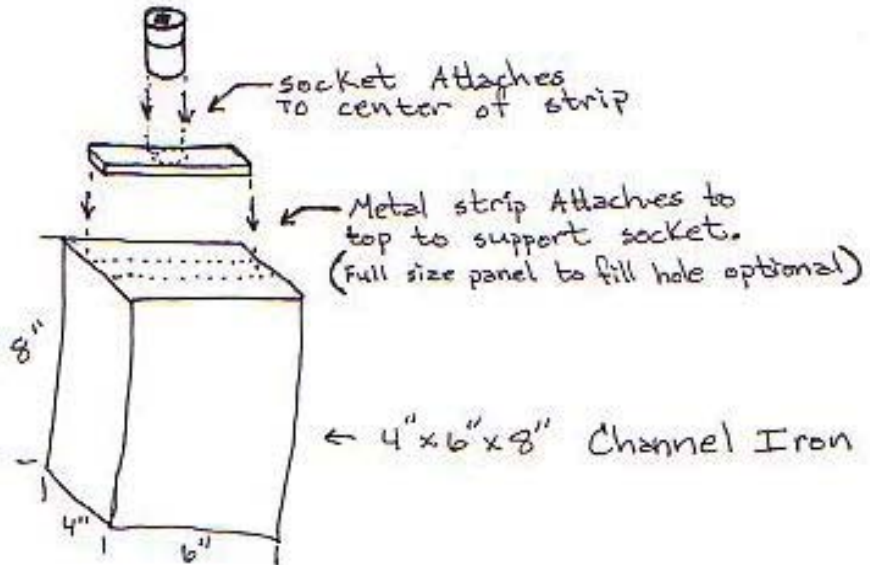 socket Attaches
TO center of strip
Metal strip Attaches to
top to support socket.
(Full size panel to fill hole optional)
8"
← 4"x6"x8" Channel Iron
4"
6"